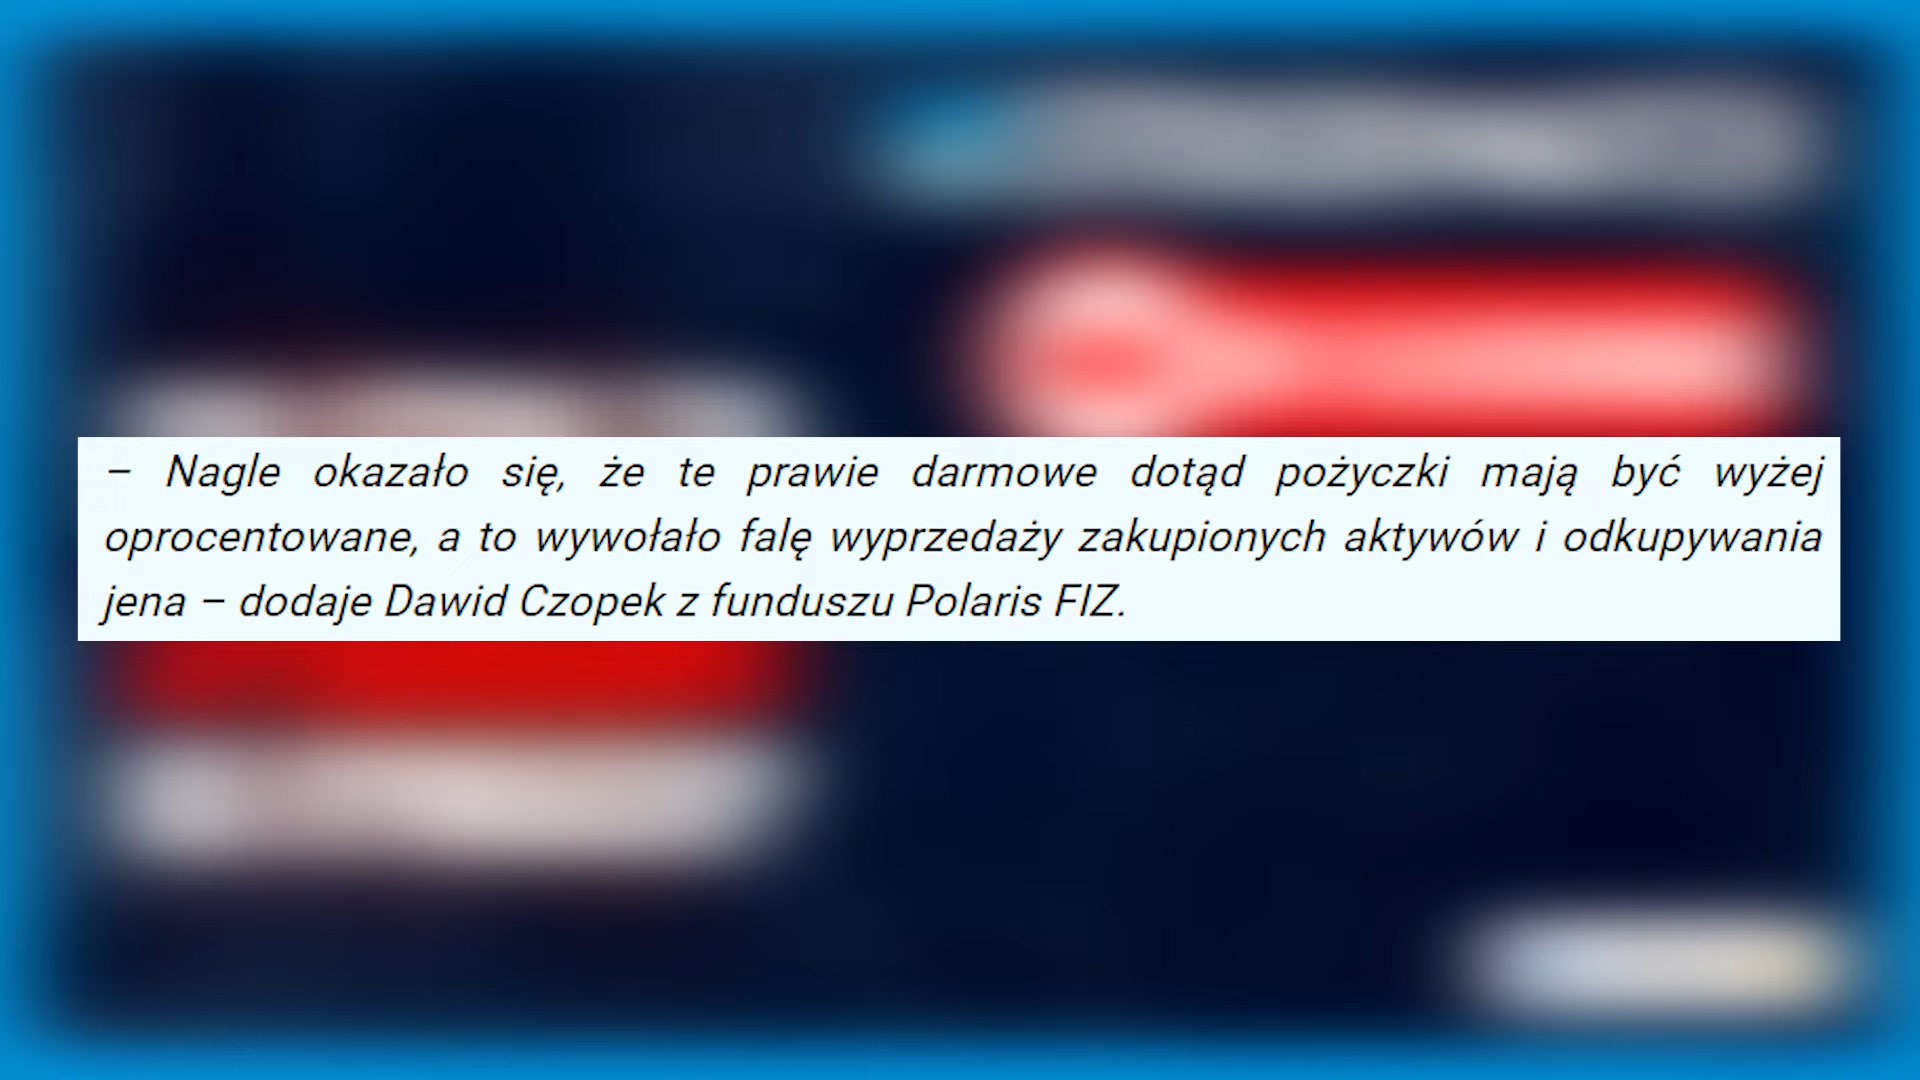 – Nagle okazało się, że te prawie darmowe dotąd pożyczki mają być wyżej
oprocentowane, a to wywołało falę wyprzedaży zakupionych aktywów i odkupywania
jena – dodaje Dawid Czopek z funduszu Polaris FIZ.